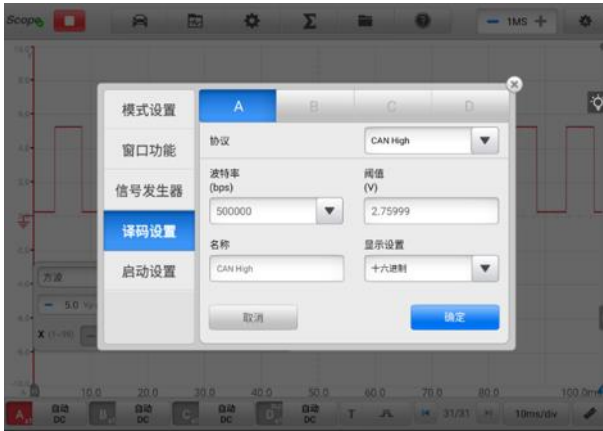 Scope
1MS
模式设置
窗口功能
信号发生器
译码设置
启动设置
A
B
C
D
协议
CAN High
波特率
(bps)
阈值
(V)
500000
2.75999
名称
显示设置
CAN High
十六进制
取消
确定
方波
5.0
X
10.0
20.0
30.0
40.0
50.0
60.0
70.0
80.0
100.0m
A
自动
DC
B
自动
DC
C
自动
DC
D
自动
DC
T
31/31
10ms/div